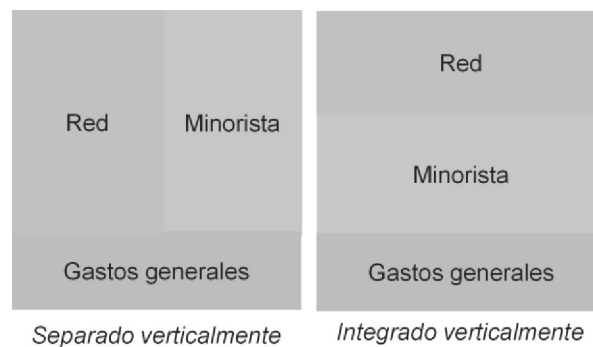 Red
Minorista
Gastos generales
Separado verticalmente
Red
Minorista
Gastos generales
Integrado verticalmente